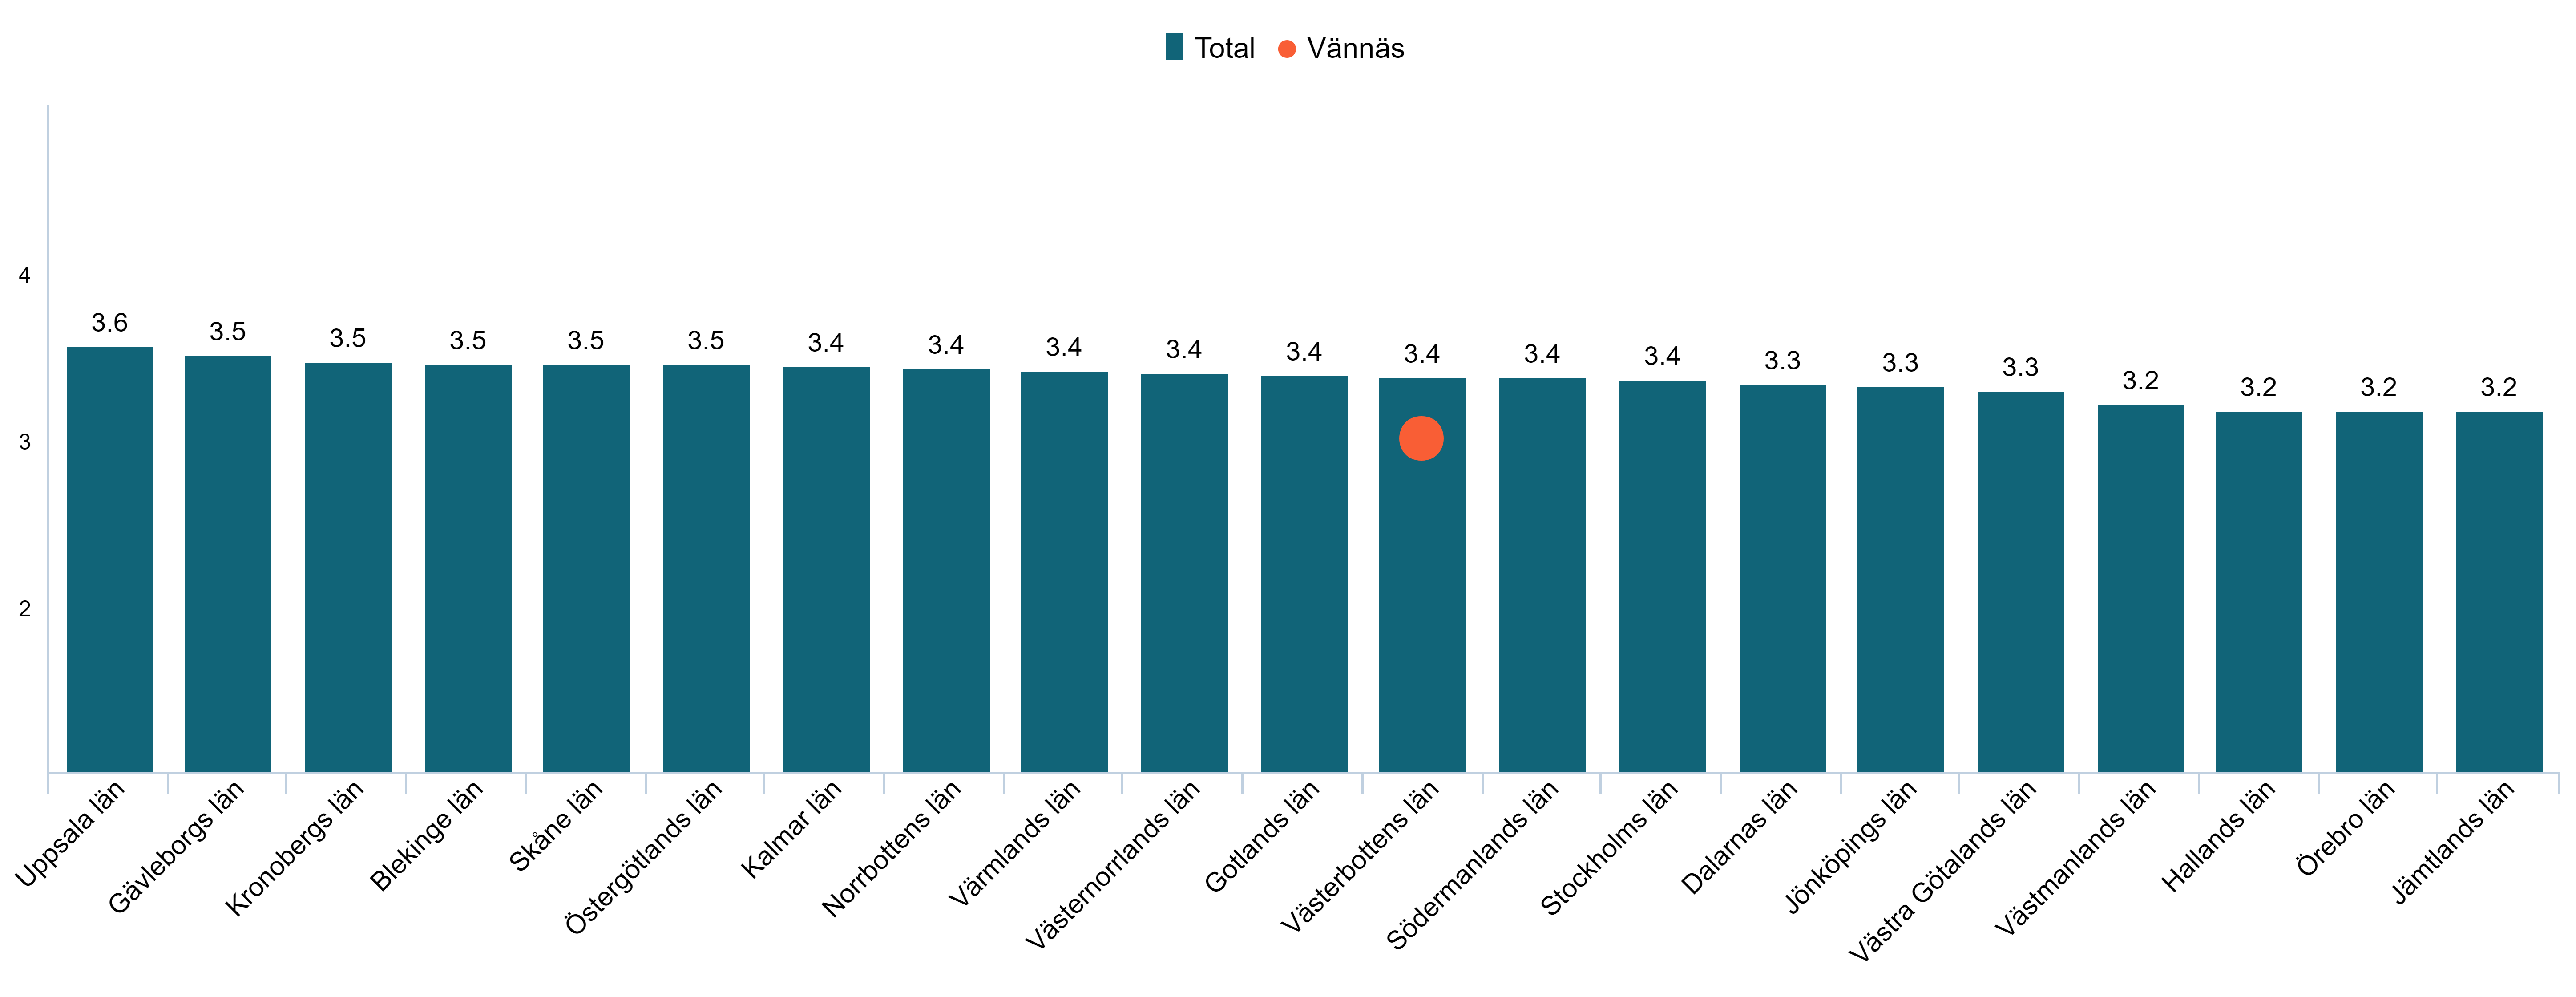 Total Vännäs
4
3
2
3.6 3.5 3.5 3.5 3.5 3.5 3.4 3.4 3.4 3.4 3.4 3.4 3.4 3.4 3.3 3.3 3.3 3.2 3.2 3.2 3.2
Uppsala län
Gävleborgs län
Kronobergs län
Blekinge län
Skåne län
Östergötlands län
Kalmar län
Norrbottens län
Värmlands län
Västernorrlands län
Gotlands län
Västerbottens län
Södermanlands län
Stockholms län
Dalarnas län
Jönköpings län
Västra Götalands län
Västmanlands län
Hallands län
Örebro län
Jämtlands län